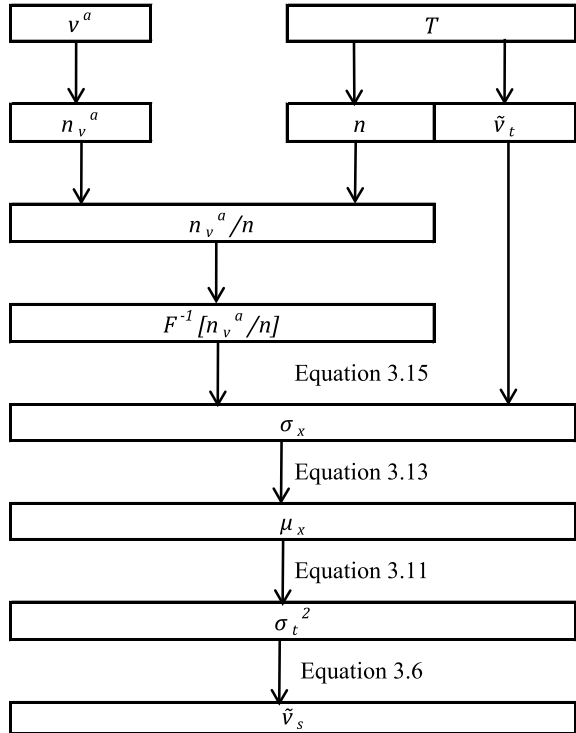 v^a T
n_v^a n ṽ_t
n_v^a/n
F^-1 [n_v^a/n]
Equation 3.15
σ_x
Equation 3.13
μ_x
Equation 3.11
σ_t^2
Equation 3.6
ṽ_s